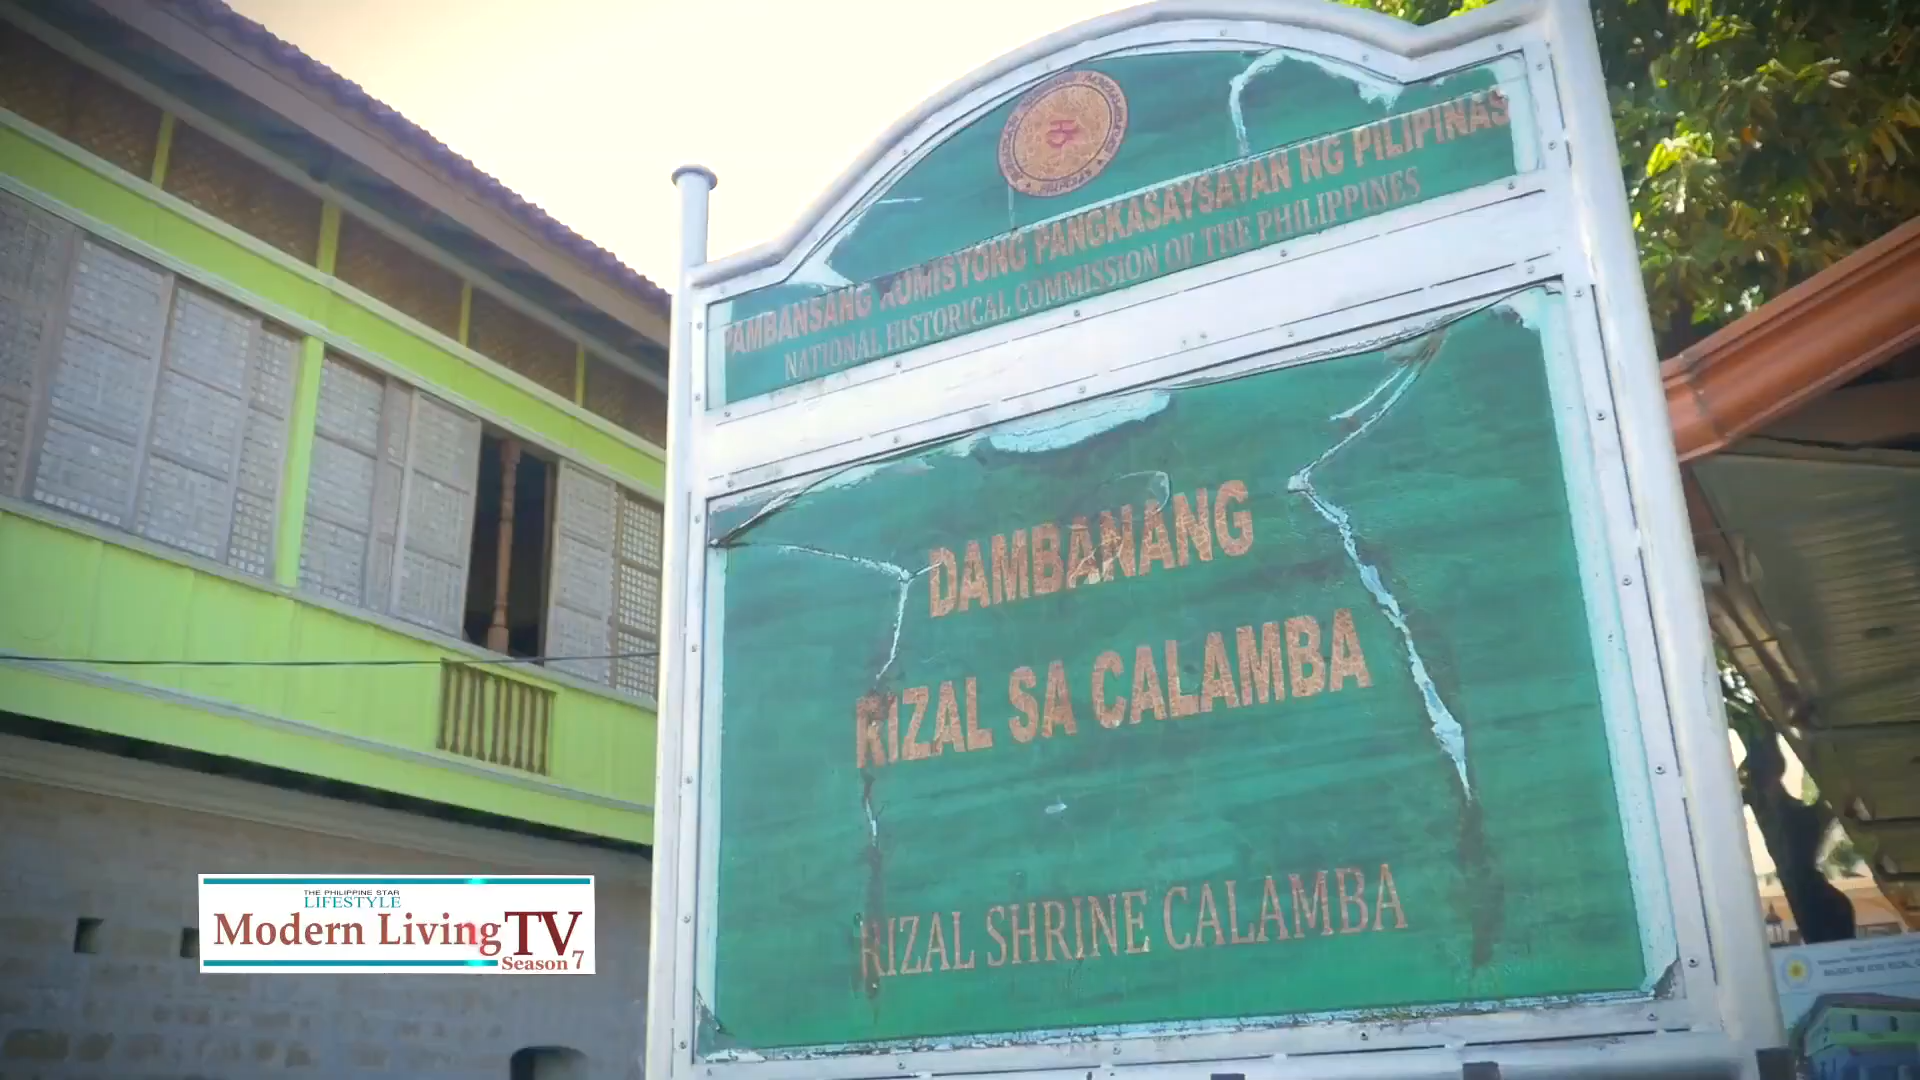 PAMBANSANG KOMISYONG PANGKASAYSAYAN NG PILIPINAS
NATIONAL HISTORICAL COMMISSION OF THE PHILIPPINES
DAMBANANG
RIZAL SA CALAMBA
RIZAL SHRINE CALAMBA
THE PHILIPPINE STAR
LIFESTYLE
Modern Living TV
Season 7